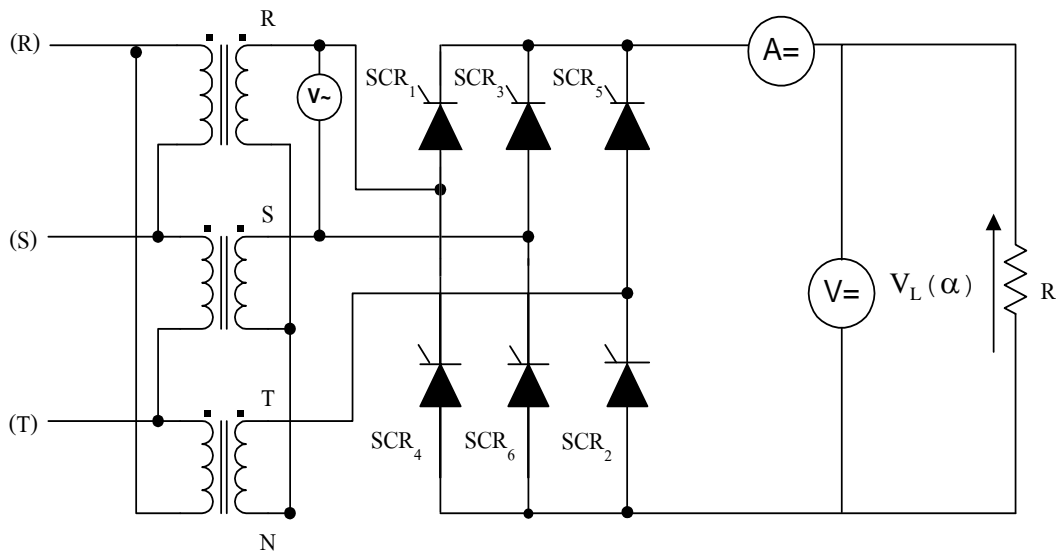 (R)
R
V~
SCR1
SCR3
SCR5
A=
(S)
S
V=
VL (α)
R
(T)
T
SCR4
SCR6
SCR2
N